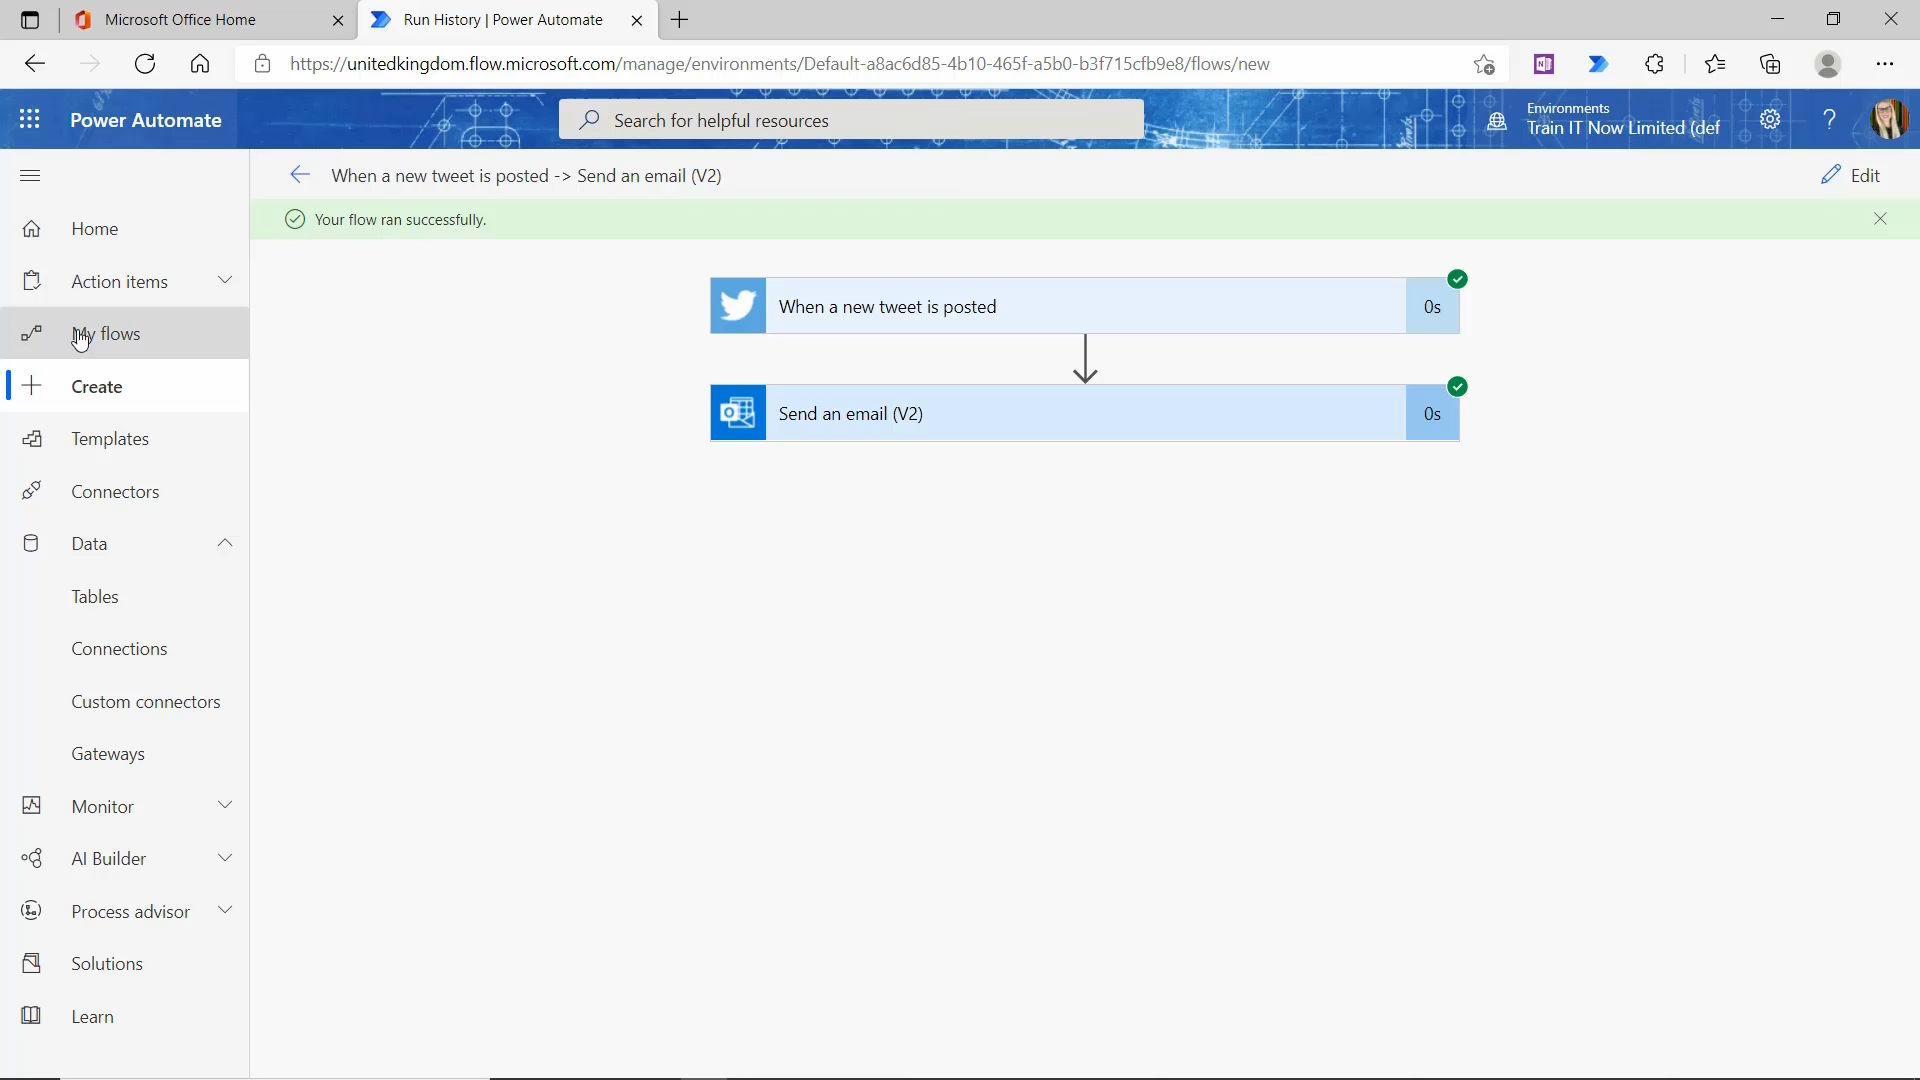 Microsoft Office Home
Run History | Power Automate
https://unitedkingdom.flow.microsoft.com/manage/environments/Default-a8ac6d85-4b10-465f-a5b0-b3f715cfb9e8/flows/new
Power Automate
Search for helpful resources
Environments
Train IT Now Limited (def
When a new tweet is posted -> Send an email (V2)
Edit
Your flow ran successfully.
Home
Action items
My flows
Create
Templates
Connectors
Data
Tables
Connections
Custom connectors
Gateways
Monitor
AI Builder
Process advisor
Solutions
Learn
When a new tweet is posted
0s
Send an email (V2)
0s